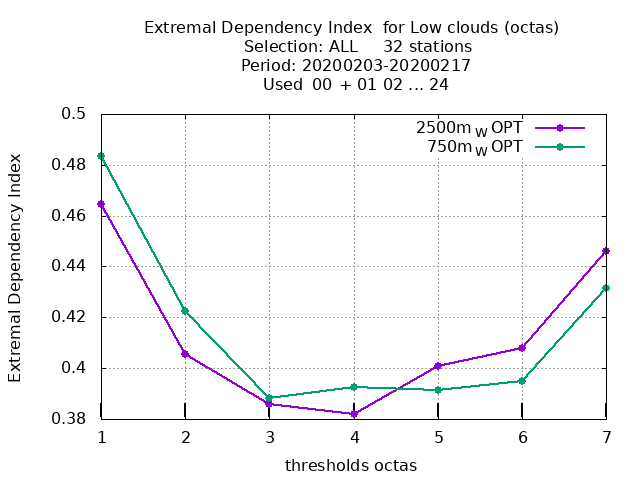 Extremal Dependency Index  for Low clouds (octas)
Selection: ALL     32 stations
Period: 20200203-20200217
Used  00 + 01 02 ... 24
2500m W OPT
750m W OPT
Extremal Dependency Index
0.5
0.48
0.46
0.44
0.42
0.4
0.38
1 2 3 4 5 6 7
thresholds octas